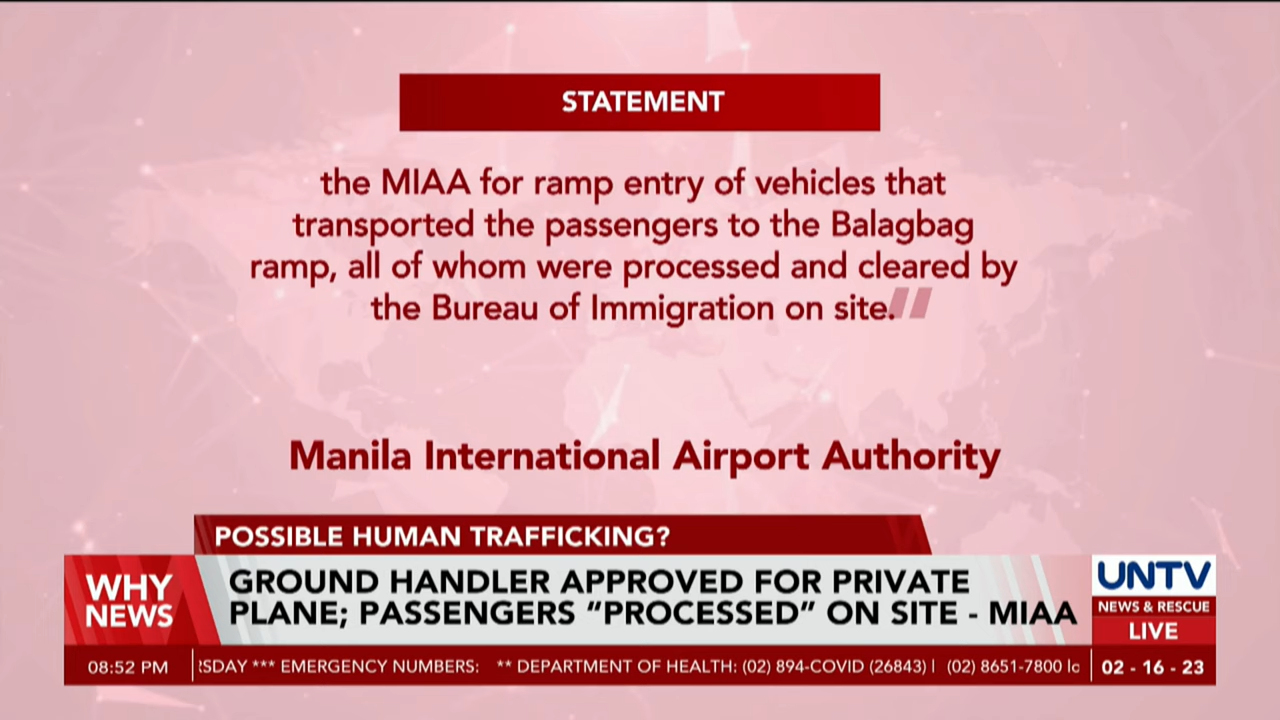 STATEMENT
the MIAA for ramp entry of vehicles that
transported the passengers to the Balagbag
ramp, all of whom were processed and cleared by
the Bureau of Immigration on site."
Manila International Airport Authority
POSSIBLE HUMAN TRAFFICKING?
WHY
NEWS
GROUND HANDLER APPROVED FOR PRIVATE
PLANE; PASSENGERS “PROCESSED” ON SITE - MIAA
UNTV
NEWS & RESCUE
LIVE
08:52 PM
RSDAY *** EMERGENCY NUMBERS: ** DEPARTMENT OF HEALTH: (02) 894-COVID (26843) l (02) 8651-7800 lo
02 - 16 - 23